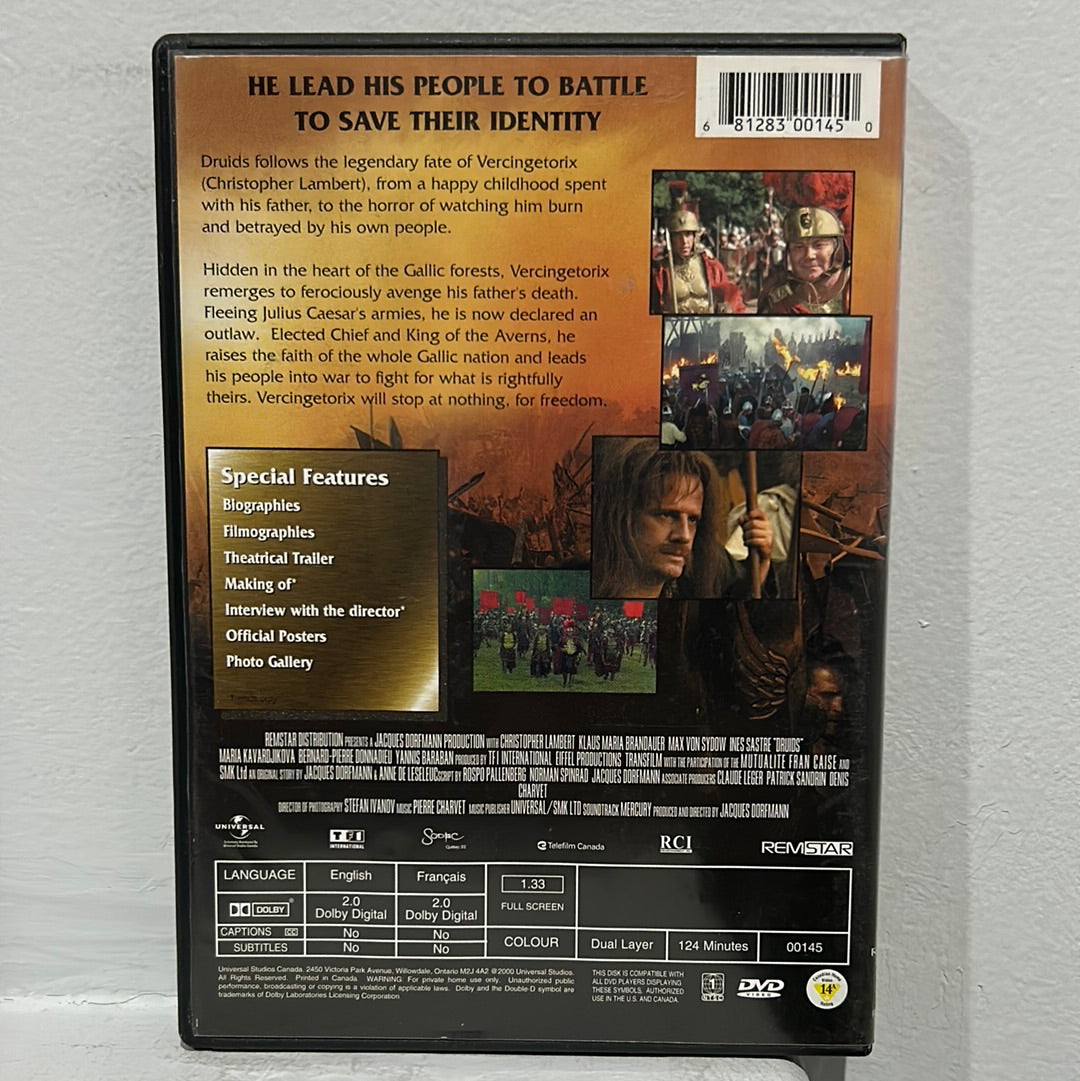 HE LEAD HIS PEOPLE TO BATTLE
TO SAVE THEIR IDENTITY
6 81283 00145 0
Druids follows the legendary fate of Vercingetorix
(Christopher Lambert), from a happy childhood spent
with his father, to the horror of watching him burn
and betrayed by his own people.
Hidden in the heart of the Gallic forests, Vercingetorix
remerges to ferociously avenge his father's death.
Fleeing Julius Caesar's armies, he is now declared an
outlaw. Elected Chief and King of the Averns, he
raises the faith of the whole Gallic nation and leads
his people into war to fight for what is rightfully
theirs. Vercingetorix will stop at nothing, for freedom.
Special Features
Biographies
Filmographies
Theatrical Trailer
Making of*
Interview with the director*
Official Posters
Photo Gallery
REMSTAR DISTRIBUTION PRESENTS A JACQUES DORFMANN PRODUCTION WITH CHRISTOPHER LAMBERT KLAUS MARIA BRANDAUER MAX VON SYDOW INES SASTRE "DRUIDS"
MARIA KAVARDJIKOVA BERNARD-PIERRE DONNADIEU YANNIS BARABAN PRODUCED BY TF1 INTERNATIONAL EIFFEL PRODUCTIONS TRANSFILM WITH THE PARTICIPATION OF THE MUTUALITE FRAN CAISE AND
SMK Ltd AN ORIGINAL STORY BY JACQUES DORFMANN & ANNE DE LESELEUC SCRIPT BY ROSPO PALLENBERG NORMAN SPINRAD JACQUES DORFMANN ASSOCIATE PRODUCERS CLAUDE LEGER PATRICK SANDRIN DENIS
CHARVET
DIRECTOR OF PHOTOGRAPHY STEFAN IVANOV MUSIC PIERRE CHARVET MUSIC PUBLISHER UNIVERSAL/SMK LTD SOUNDTRACK MERCURY PRODUCED AND DIRECTED BY JACQUES DORFMANN
UNIVERSAL
TF1
INTERNATIONAL
Sodec
Québec
Telefilm Canada
RCI
REMSTAR
LANGUAGE English Français
DOLBY 2.0 Dolby Digital 2.0 Dolby Digital
CAPTIONS CC No No
SUBTITLES No No
1.33
FULL SCREEN
COLOUR Dual Layer 124 Minutes 00145
Universal Studios Canada. 2450 Victoria Park Avenue, Willowdale, Ontario M2J 4A2 @2000 Universal Studios.
All Rights Reserved. Printed in Canada. WARNING: For private home use only. Unauthorized public
performance, broadcasting or copying is a violation of applicable laws. Dolby and the Double-D symbol are
trademarks of Dolby Laboratories Licensing Corporation
THIS DISK IS COMPATIBLE WITH
ALL DVD PLAYERS DISPLAYING
THESE SYMBOLS. AUTHORIZED
USE IN THE U.S. AND CANADA.
1
NTSC
DVD
VIDEO
Canadian Home
Video
14A
Rating